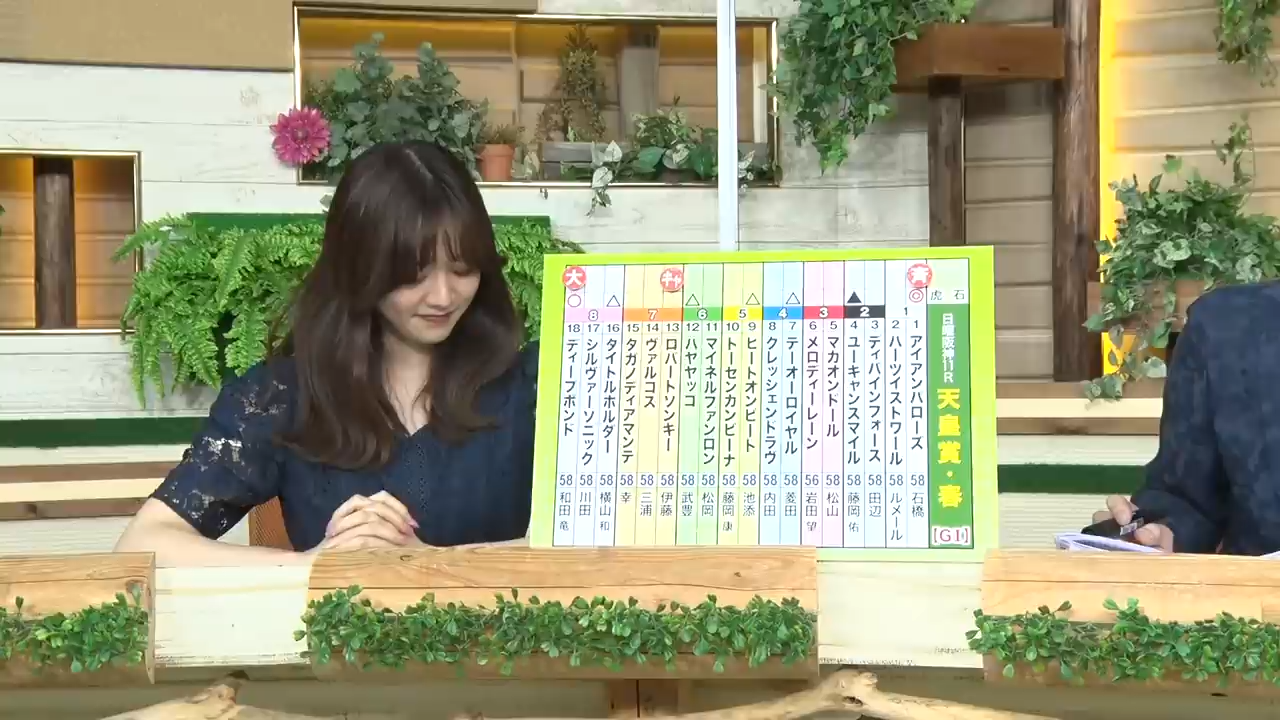 日曜阪神11R
天皇賞・春
【GⅠ】
虎石
◎ 1 1 アイアンバローズ 58 石橋
2 ハーツイストワール 58 ルメール
2 3 ディバインフォース 58 田辺
▲ 4 ユーキャンスマイル 58 藤岡佑
3 5 マカオンドール 58 松山
6 メロディーレーン 56 岩田望
△ 4 7 テーオーロイヤル 58 菱田
8 クレッシェンドラヴ 58 内田
△ 5 9 ヒートオンビート 58 池添
10 トーセンカンビーナ 58 藤岡康
6 11 マイネルファンロン 58 松岡
△ 12 ハヤヤッコ 58 武豊
キャ 7 13 ロバートソンキー 58 伊藤
14 ヴァルコス 58 三浦
15 タガノディアマンテ 58 幸
△ 8 16 タイトルホルダー 58 横山和
17 シルヴァーソニック 58 川田
大 ○ 18 ディープボンド 58 和田竜